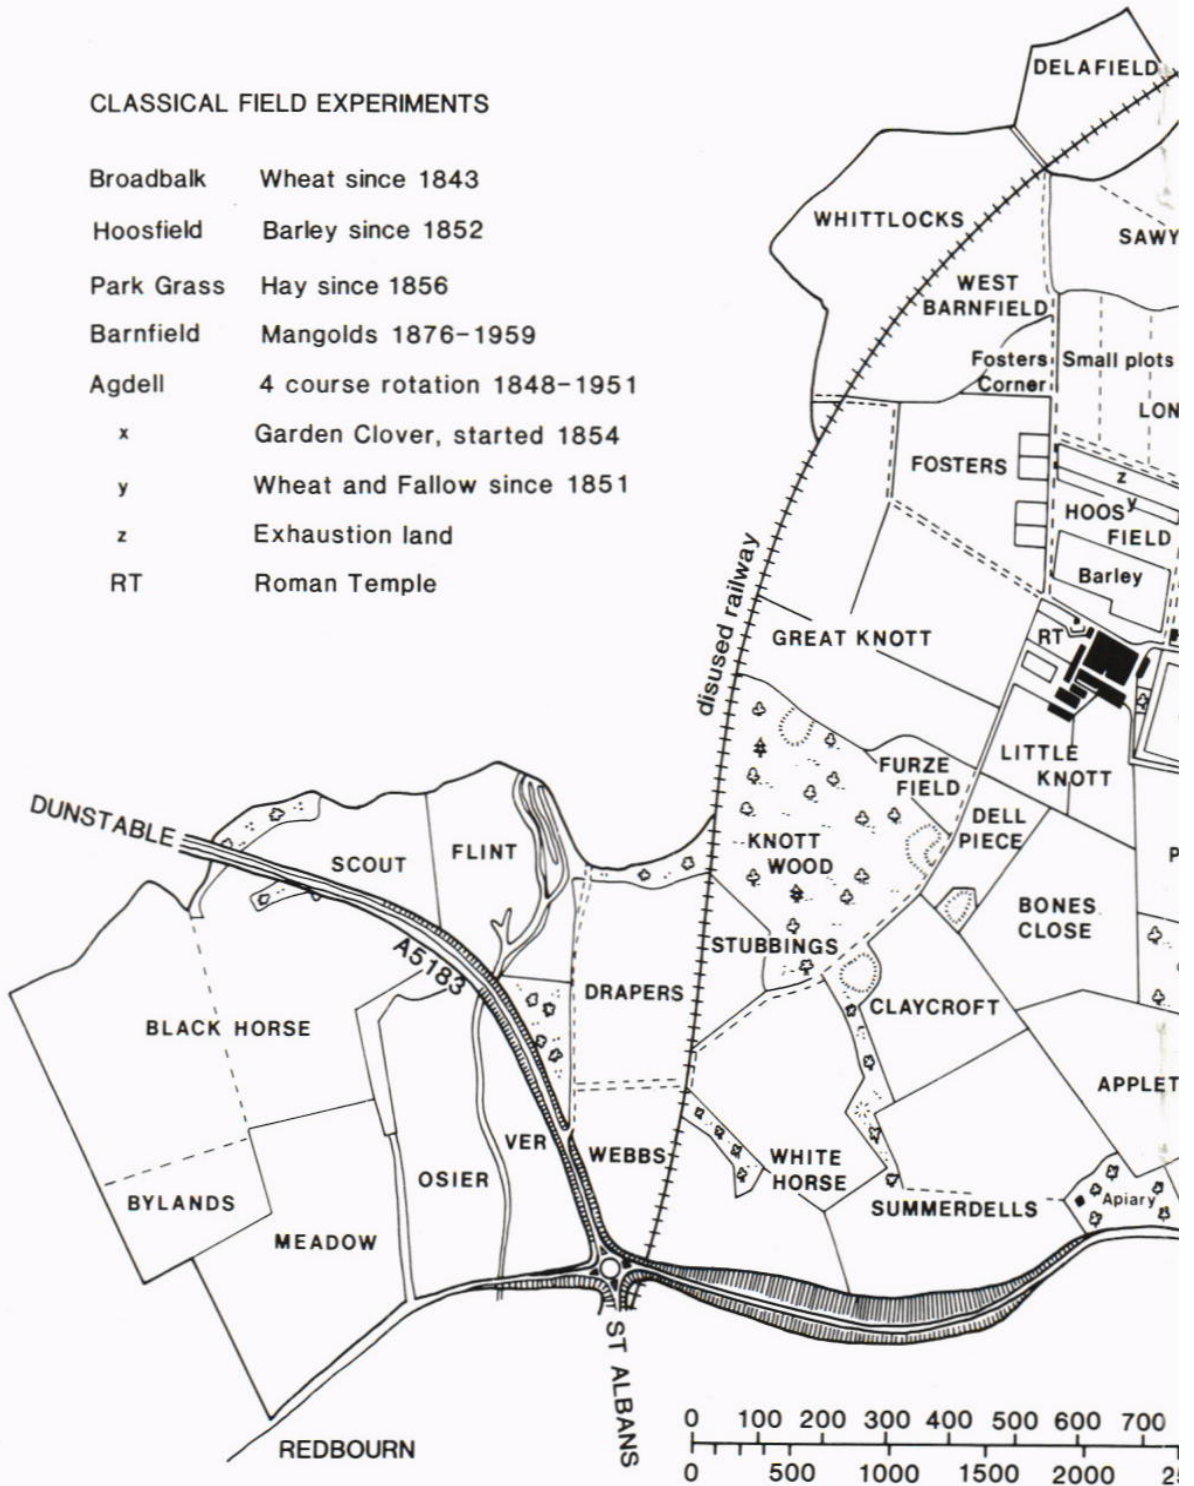 CLASSICAL FIELD EXPERIMENTS
Broadbalk Wheat since 1843
Hoosfield Barley since 1852
Park Grass Hay since 1856
Barnfield Mangolds 1876-1959
Agdell 4 course rotation 1848-1951
x Garden Clover, started 1854
y Wheat and Fallow since 1851
z Exhaustion land
RT Roman Temple
DELAFIELD
WHITTLOCKS
SAWY
WEST
BARNFIELD
Fosters
Corner
Small plots
LON
FOSTERS
z
y
HOOS
FIELD
Barley
disused railway
GREAT KNOTT
RT
LITTLE
KNOTT
FURZE
FIELD
DELL
PIECE
KNOTT
WOOD
P
BONES
CLOSE
DUNSTABLE
SCOUT
FLINT
A5183
STUBBINGS
DRAPERS
CLAYCROFT
BLACK HORSE
APPLET
VER
WEBBS
WHITE
HORSE
OSIER
BYLANDS
MEADOW
SUMMERDELLS
Apiary
ST ALBANS
REDBOURN
0 100 200 300 400 500 600 700
0 500 1000 1500 2000 25